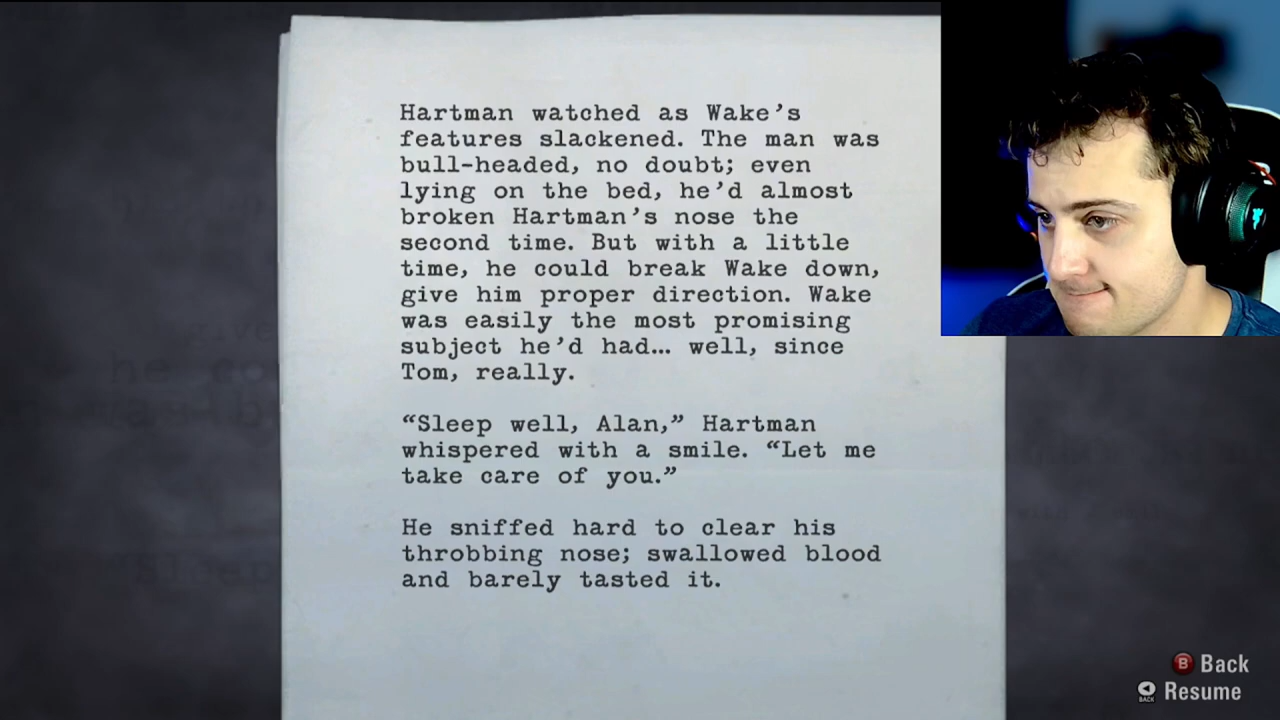 Hartman watched as Wake’s
features slackened. The man was
bull-headed, no doubt; even
lying on the bed, he’d almost
broken Hartman’s nose the
second time. But with a little
time, he could break Wake down,
give him proper direction. Wake
was easily the most promising
subject he’d had… well, since
Tom, really.
“Sleep well, Alan,” Hartman
whispered with a smile. “Let me
take care of you.”
He sniffed hard to clear his
throbbing nose; swallowed blood
and barely tasted it.
B Back
BACK Resume